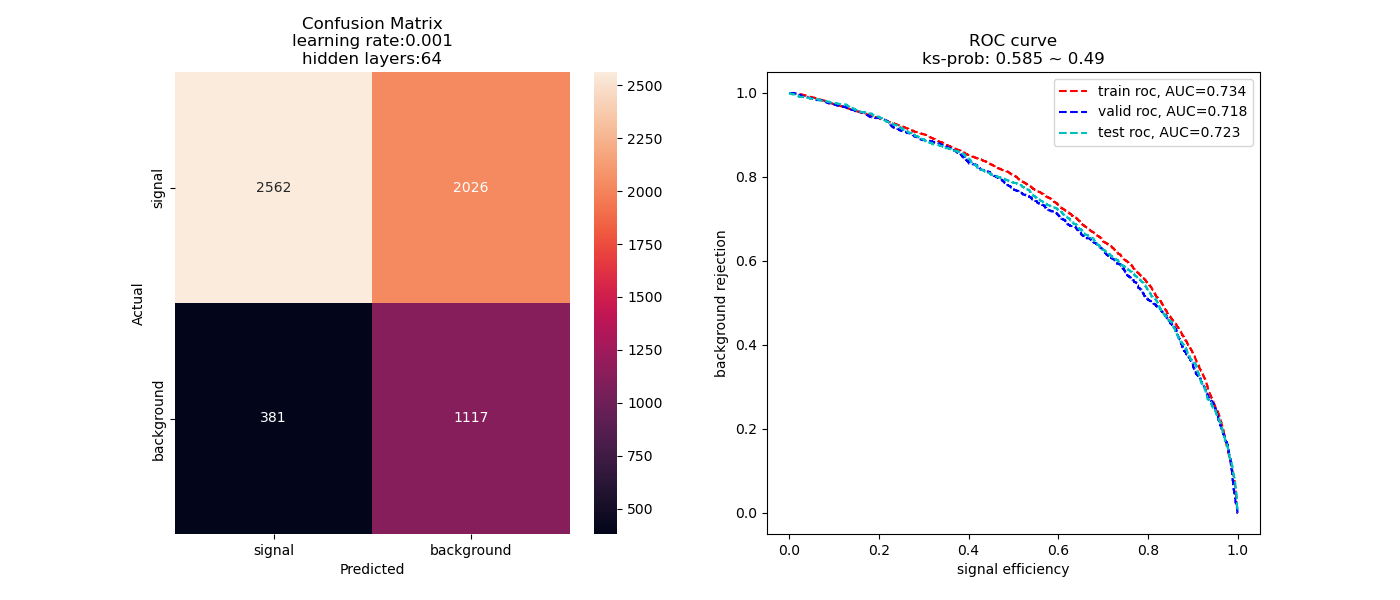 Confusion Matrix
learning rate:0.001
hidden layers:64
signal
background
Actual
2562
2026
381
1117
signal
background
Predicted
2500
2250
2000
1750
1500
1250
1000
750
500
ROC curve
ks-prob: 0.585 ~ 0.49
train roc, AUC=0.734
valid roc, AUC=0.718
test roc, AUC=0.723
background rejection
1.0
0.8
0.6
0.4
0.2
0.0
0.0
0.2
0.4
0.6
0.8
1.0
signal efficiency